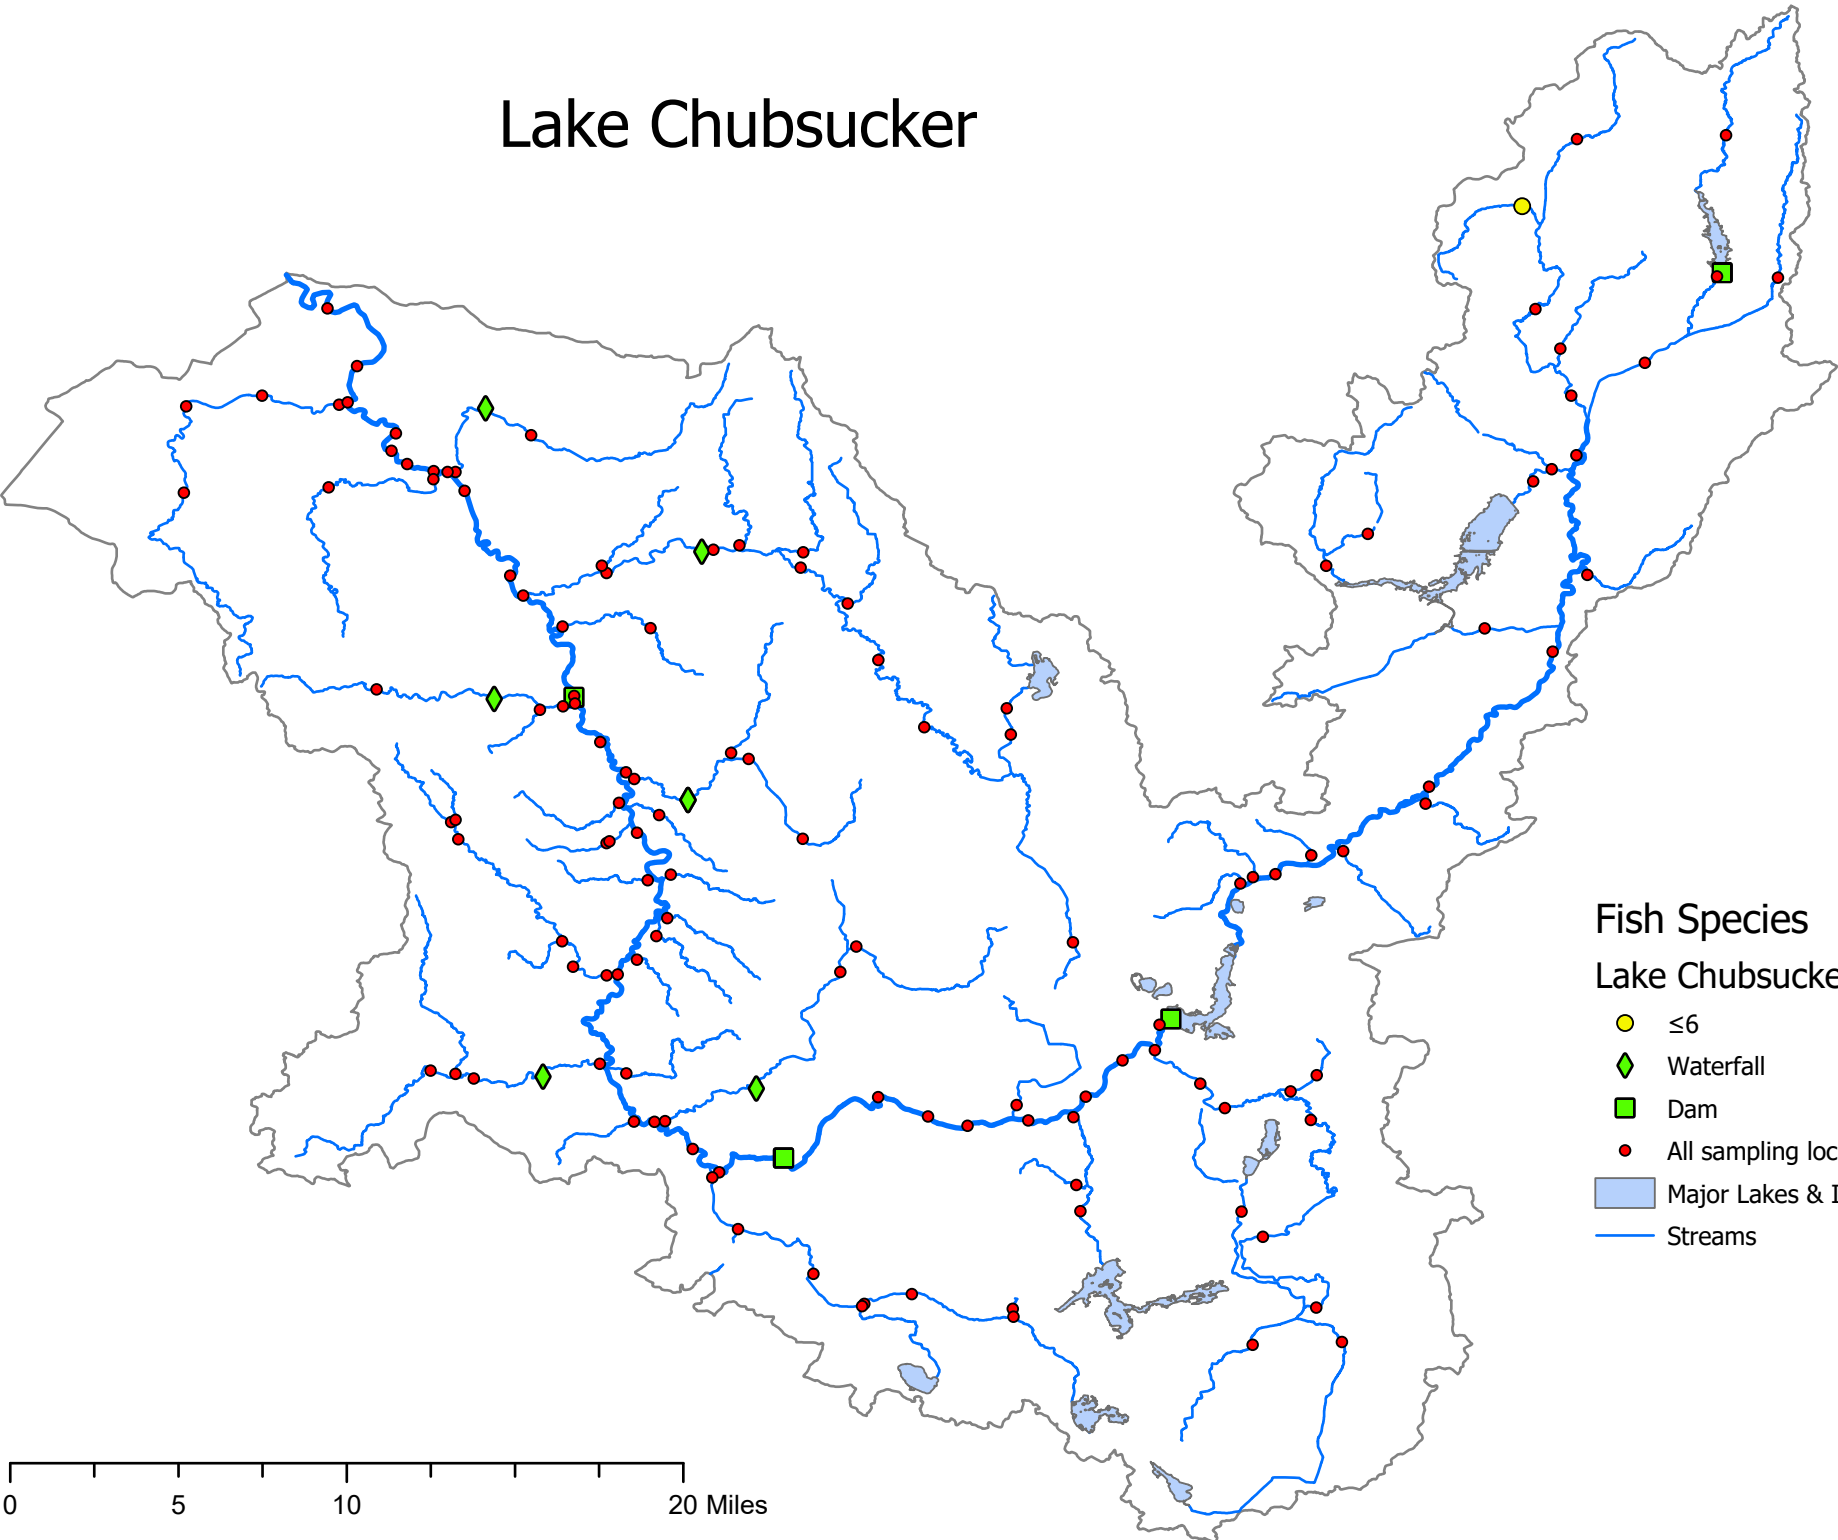 Lake Chubsucker
Fish Species
Lake Chubsucke
≤6
Waterfall
Dam
All sampling loc
Major Lakes & I
Streams
0 5 10 20 Miles